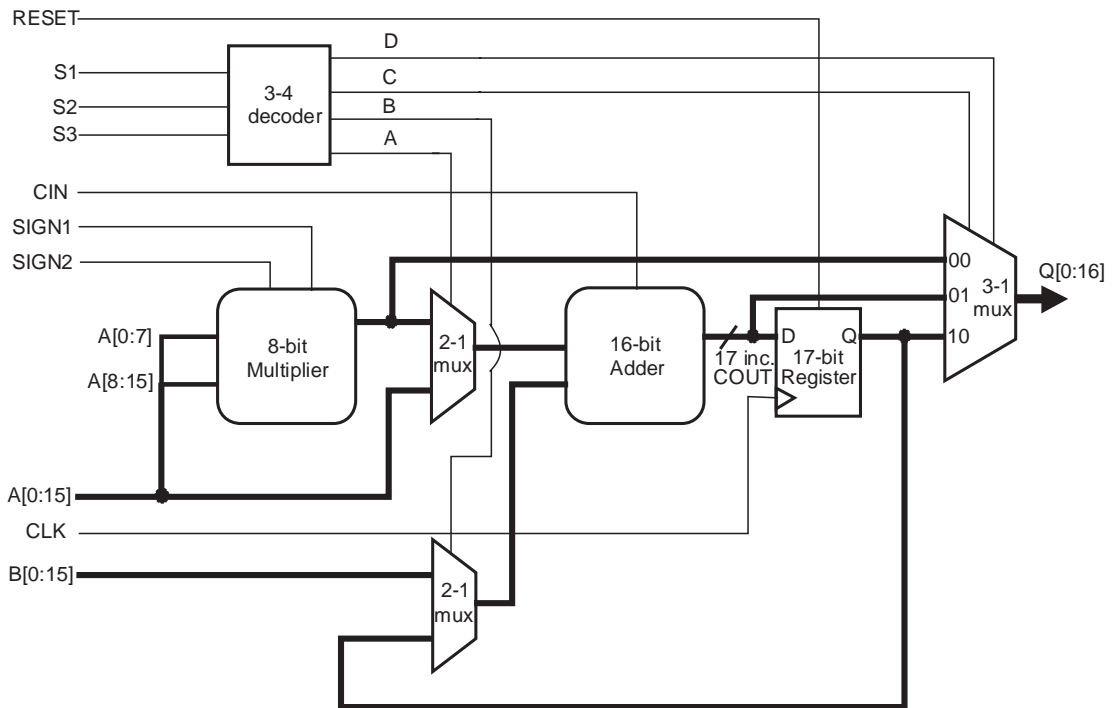 RESET
D
S1
3-4
decoder
C
S2
B
S3
A
CIN
SIGN1
SIGN2
00
Q[0:16]
01
3-1
mux
10
A[0:7]
8-bit
Multiplier
2-1
mux
16-bit
Adder
17 inc.
COUT
D
Q
17-bit
Register
A[8:15]
A[0:15]
CLK
B[0:15]
2-1
mux